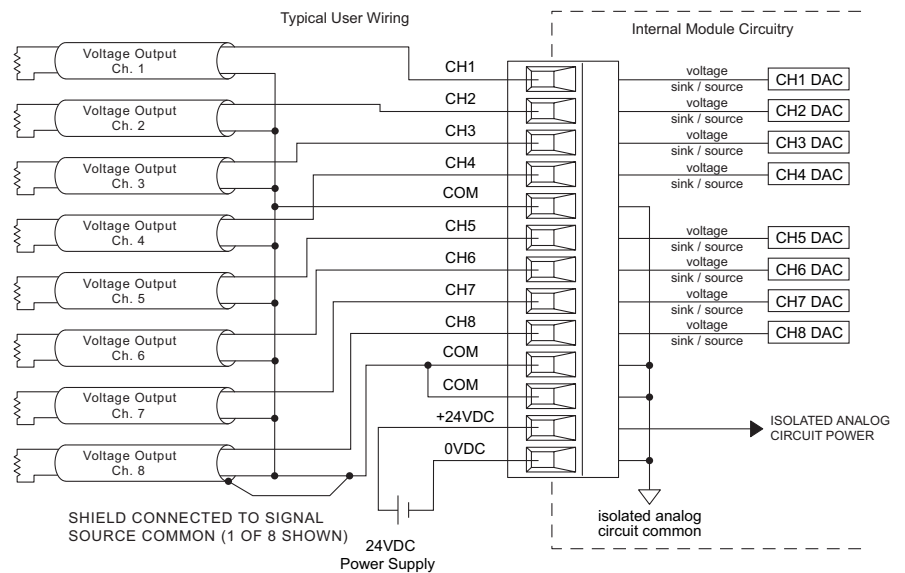 Typical User Wiring
Internal Module Circuitry
Voltage Output
Ch. 1
Voltage Output
Ch. 2
Voltage Output
Ch. 3
Voltage Output
Ch. 4
Voltage Output
Ch. 5
Voltage Output
Ch. 6
Voltage Output
Ch. 7
Voltage Output
Ch. 8
SHIELD CONNECTED TO SIGNAL
SOURCE COMMON (1 OF 8 SHOWN)
CH1
CH2
CH3
CH4
COM
CH5
CH6
CH7
CH8
COM
COM
+24VDC
0VDC
24VDC
Power Supply
voltage
sink / source
CH1 DAC
voltage
sink / source
CH2 DAC
voltage
sink / source
CH3 DAC
voltage
sink / source
CH4 DAC
voltage
sink / source
CH5 DAC
voltage
sink / source
CH6 DAC
voltage
sink / source
CH7 DAC
voltage
sink / source
CH8 DAC
ISOLATED ANALOG
CIRCUIT POWER
isolated analog
circuit common